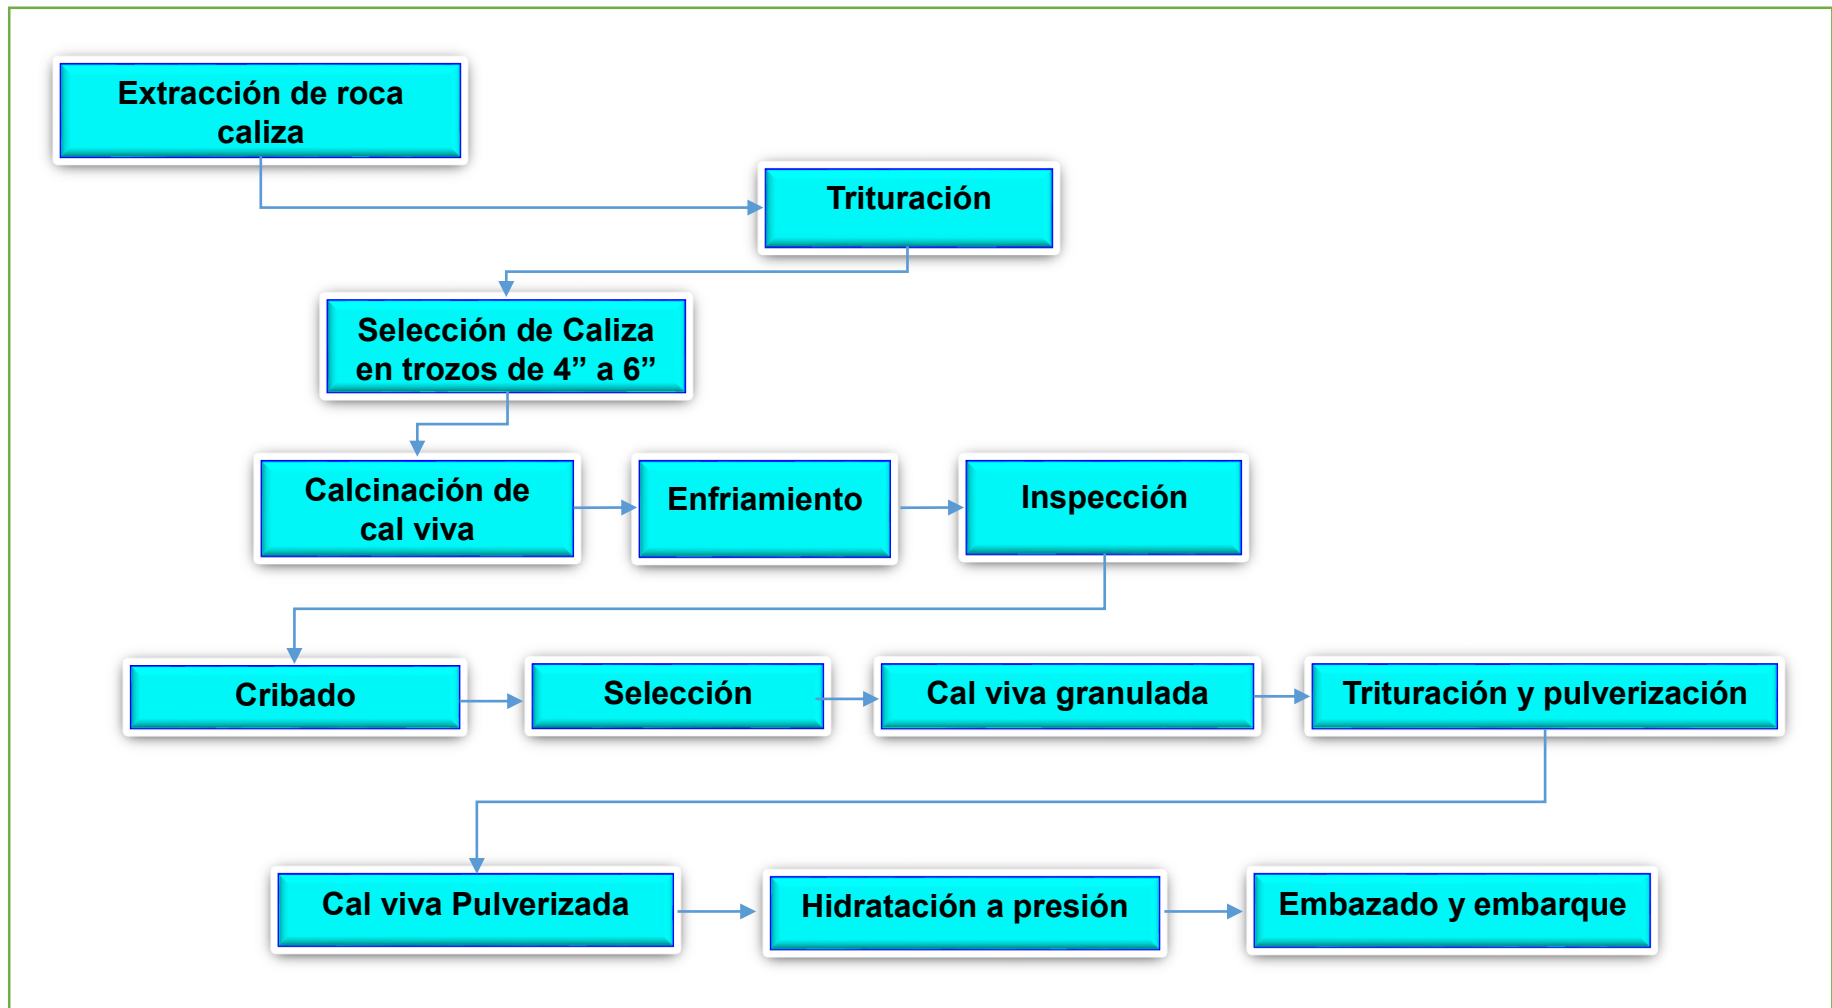 Extracción de roca
caliza
Trituración
Selección de Caliza
en trozos de 4” a 6”
Calcinación de
cal viva
Enfriamiento
Inspección
Cribado
Selección
Cal viva granulada
Trituración y pulverización
Cal viva Pulverizada
Hidratación a presión
Embazado y embarque